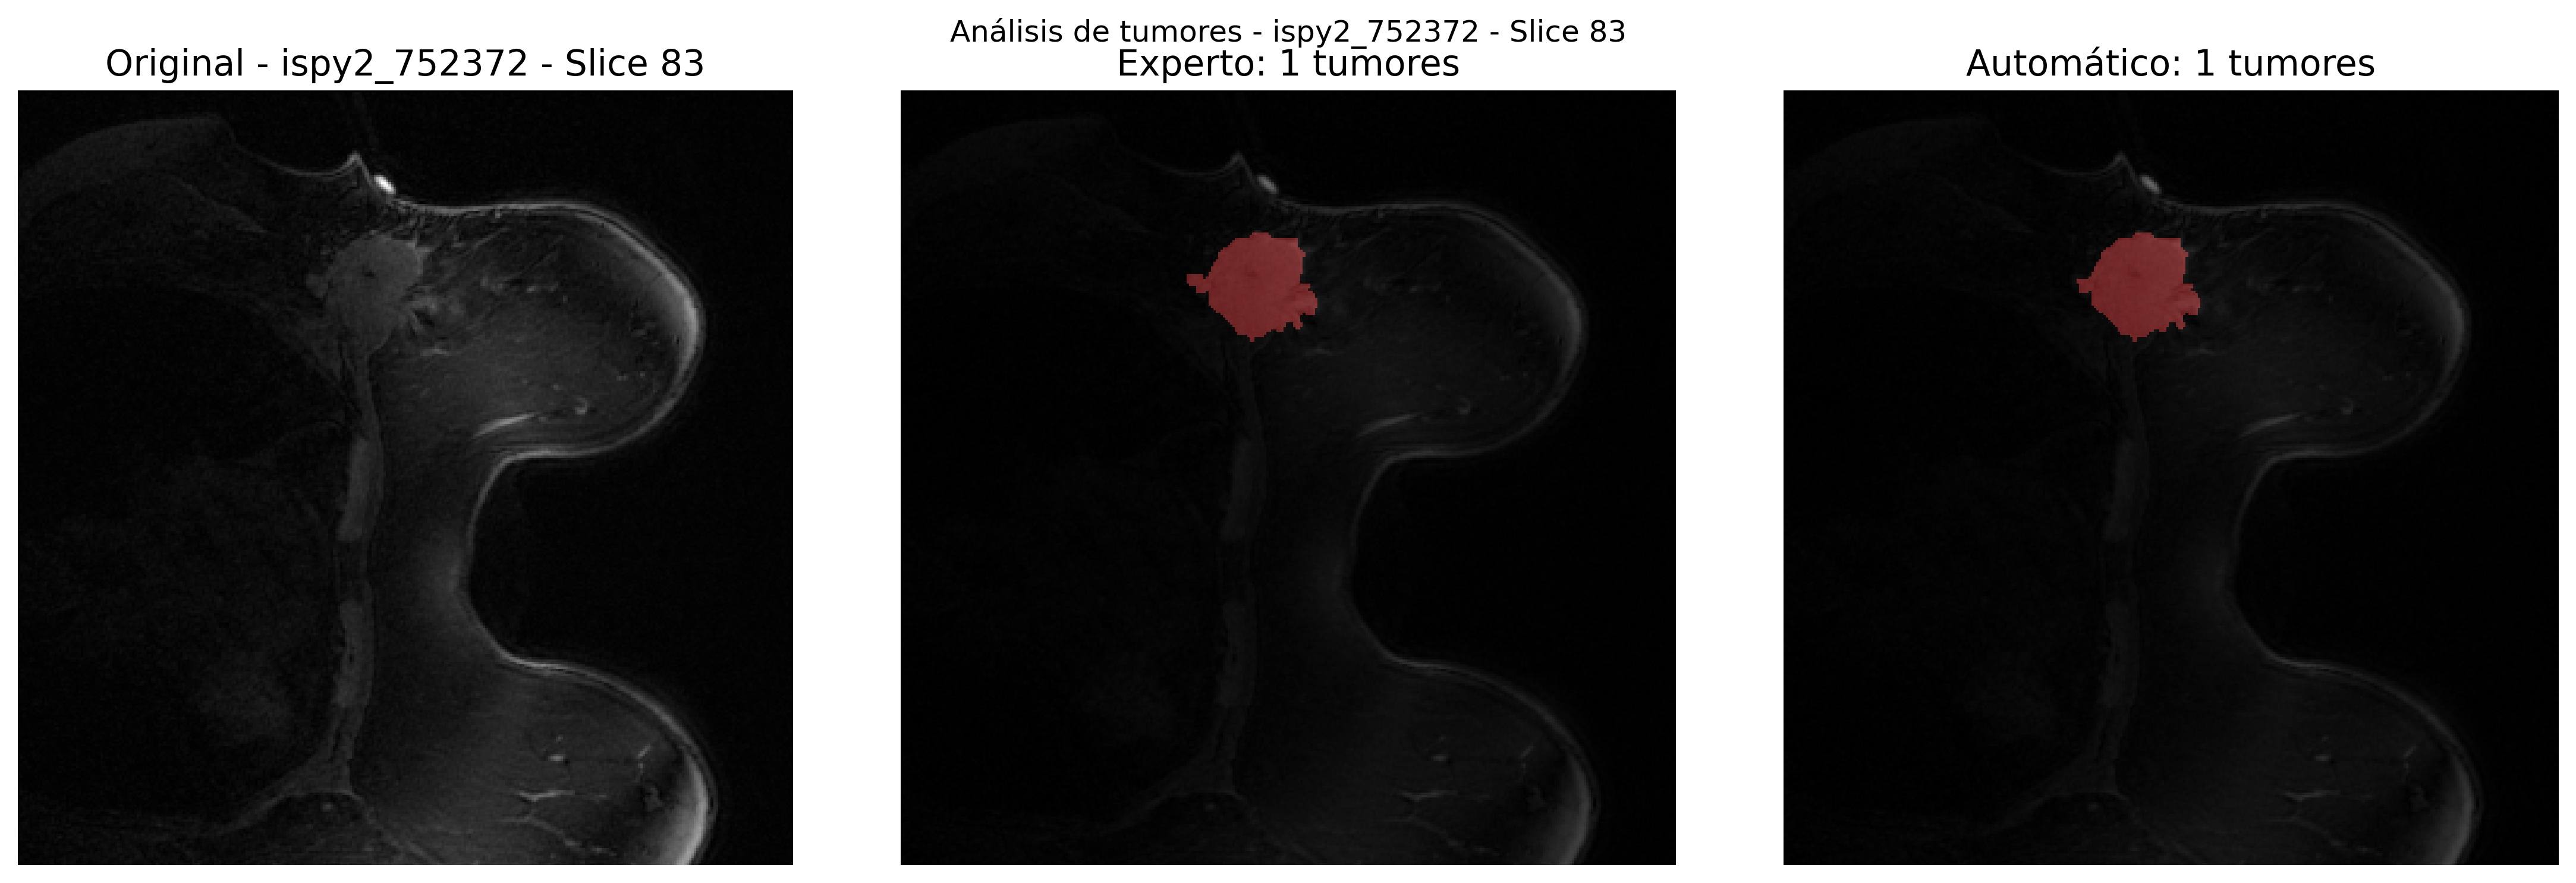 Análisis de tumores - ispy2_752372 - Slice 83
Original - ispy2_752372 - Slice 83
Experto: 1 tumores
Automático: 1 tumores